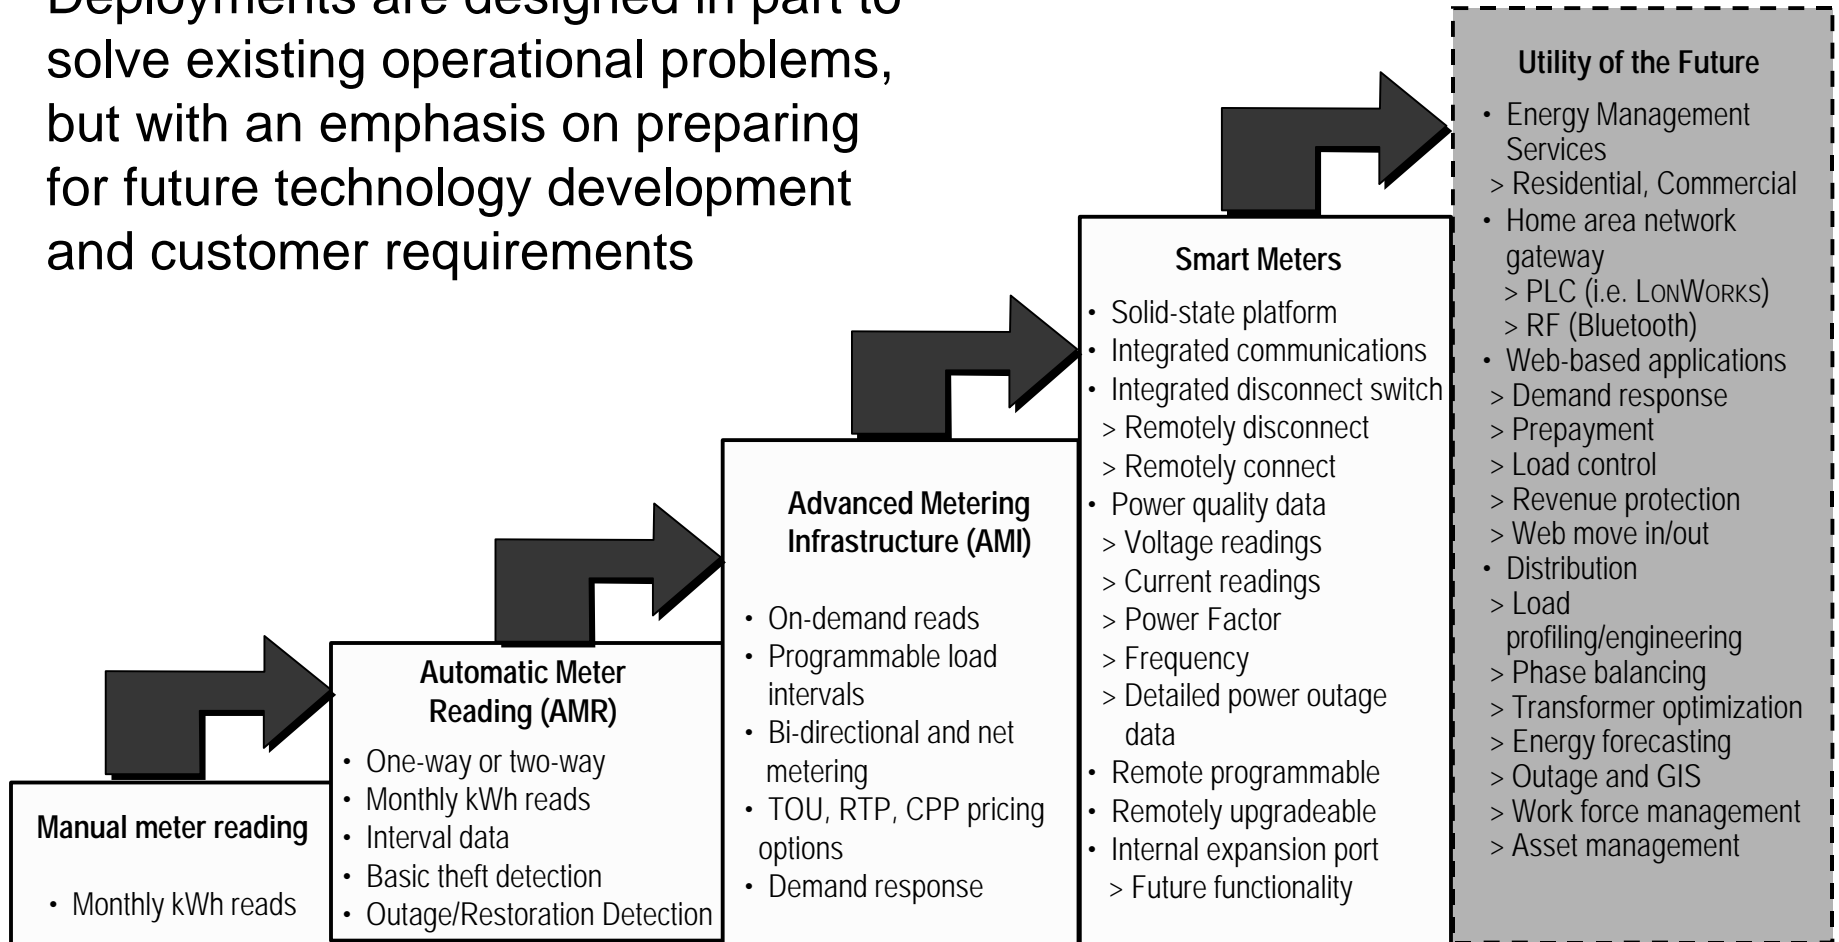 Deployments are designed in part to
solve existing operational problems,
but with an emphasis on preparing
for future technology development
and customer requirements
Manual meter reading
• Monthly kWh reads
Automatic Meter
Reading (AMR)
• One-way or two-way
• Monthly kWh reads
• Interval data
• Basic theft detection
• Outage/Restoration Detection
Advanced Metering
Infrastructure (AMI)
• On-demand reads
• Programmable load
intervals
• Bi-directional and net
metering
• TOU, RTP, CPP pricing
options
• Demand response
Smart Meters
• Solid-state platform
• Integrated communications
• Integrated disconnect switch
> Remotely disconnect
> Remotely connect
• Power quality data
> Voltage readings
> Current readings
> Power Factor
> Frequency
> Detailed power outage
data
• Remote programmable
• Remotely upgradeable
• Internal expansion port
> Future functionality
Utility of the Future
• Energy Management
Services
> Residential, Commercial
• Home area network
gateway
> PLC (i.e. LONWORKS)
> RF (Bluetooth)
• Web-based applications
> Demand response
> Prepayment
> Load control
> Revenue protection
> Web move in/out
• Distribution
> Load
profiling/engineering
> Phase balancing
> Transformer optimization
> Energy forecasting
> Outage and GIS
> Work force management
> Asset management